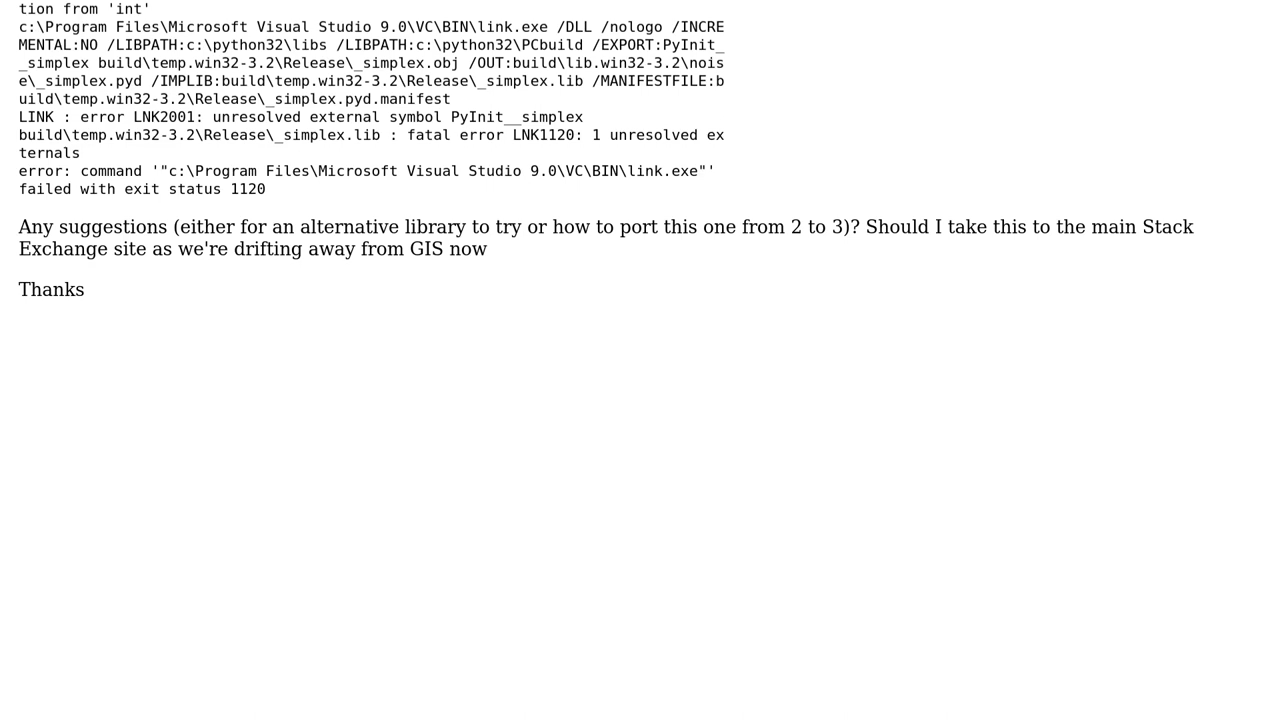 tion from 'int'
c:\Program Files\Microsoft Visual Studio 9.0\VC\BIN\link.exe /DLL /nologo /INCRE
MENTAL:NO /LIBPATH:c:\python32\libs /LIBPATH:c:\python32\PCbuild /EXPORT:PyInit_
_simplex build\temp.win32-3.2\Release\_simplex.obj /OUT:build\lib.win32-3.2\nois
e\_simplex.pyd /IMPLIB:build\temp.win32-3.2\Release\_simplex.lib /MANIFESTFILE:b
uild\temp.win32-3.2\Release\_simplex.pyd.manifest
LINK : error LNK2001: unresolved external symbol PyInit__simplex
build\temp.win32-3.2\Release\_simplex.lib : fatal error LNK1120: 1 unresolved ex
ternals
error: command '"c:\Program Files\Microsoft Visual Studio 9.0\VC\BIN\link.exe"'
failed with exit status 1120
Any suggestions (either for an alternative library to try or how to port this one from 2 to 3)? Should I take this to the main Stack
Exchange site as we're drifting away from GIS now
Thanks